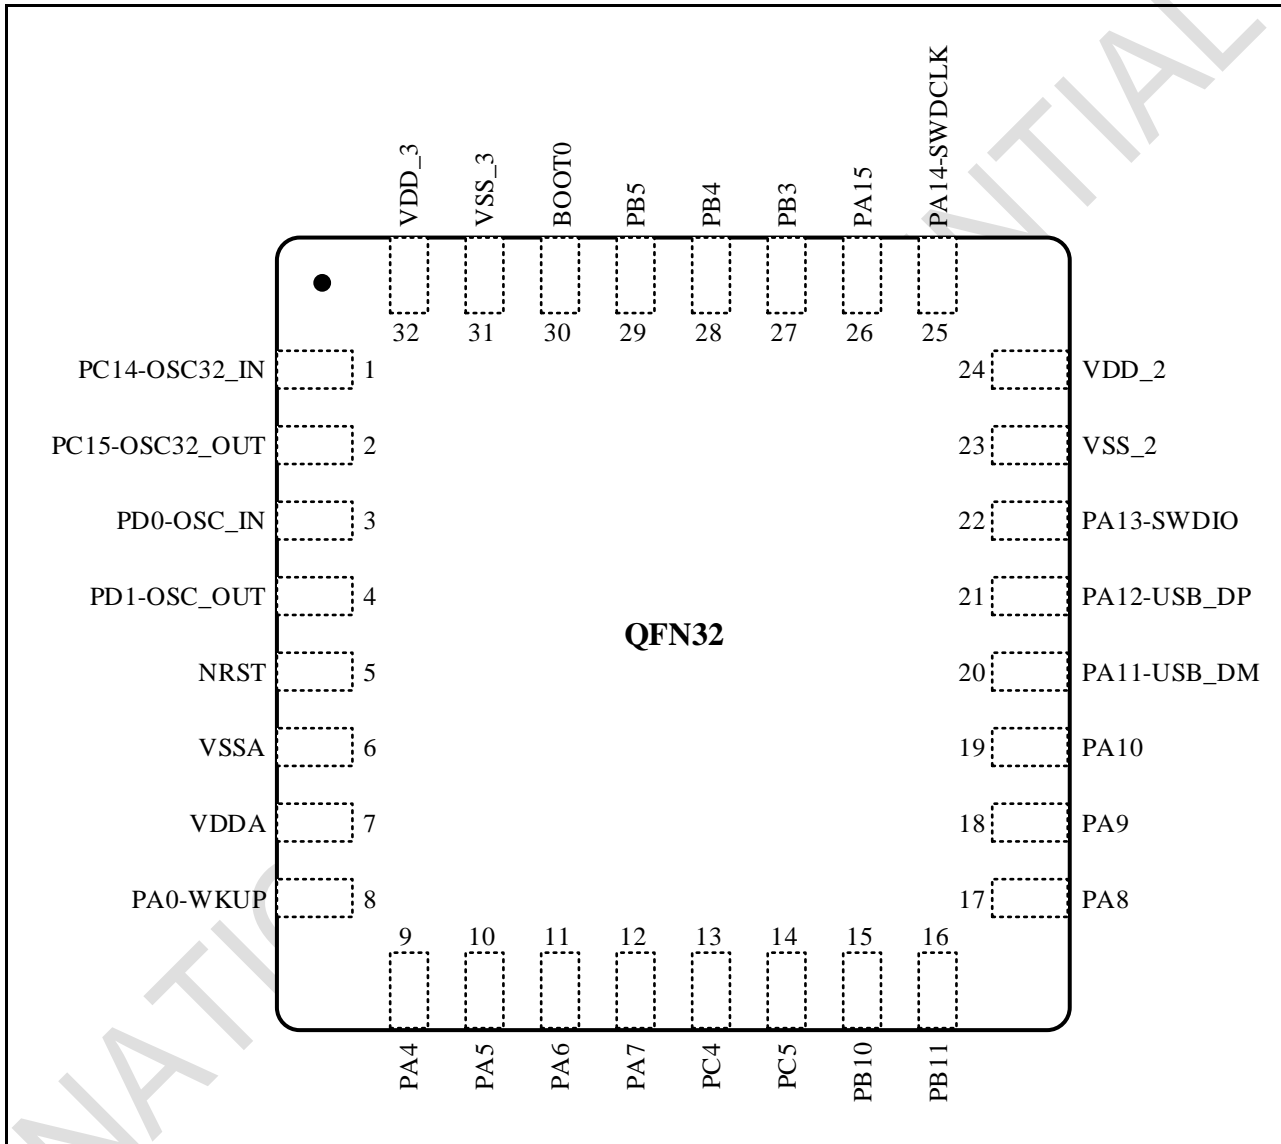 VDD_3
VSS_3
BOOT0
PB5
PB4
PB3
PA15
PA14-SWDCLK
32
31
30
29
28
27
26
25
PC14-OSC32_IN 1
24 VDD_2
PC15-OSC32_OUT 2
23 VSS_2
PD0-OSC_IN 3
22 PA13-SWDIO
PD1-OSC_OUT 4
21 PA12-USB_DP
QFN32
NRST 5
20 PA11-USB_DM
VSSA 6
19 PA10
VDDA 7
18 PA9
PA0-WKUP 8
17 PA8
9
10
11
12
13
14
15
16
PA4
PA5
PA6
PA7
PC4
PC5
PB10
PB11